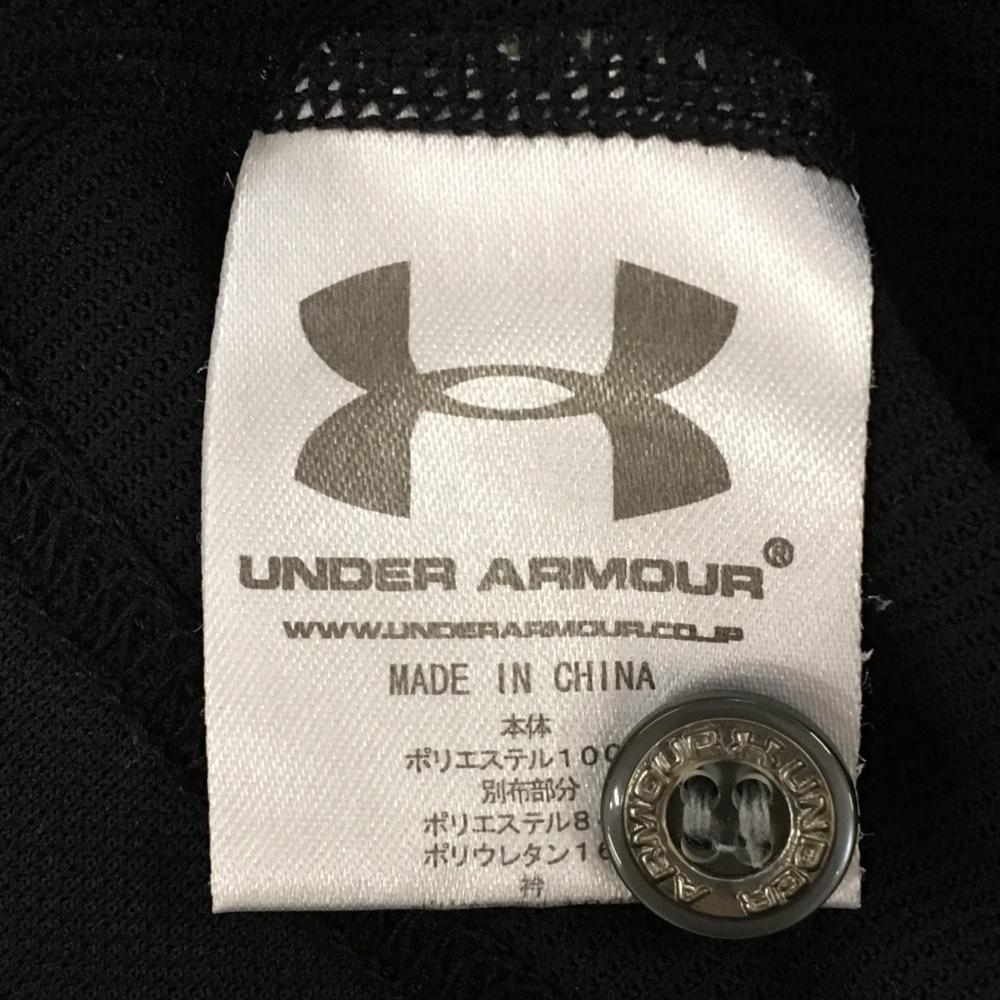 UNDER ARMOUR®
WWW.UNDERARMOUR.CO.JP
MADE IN CHINA
本体
ポリエステル100
別布部分
ポリエステル8
ポリウレタン16
衿
UNDER ARMOUR